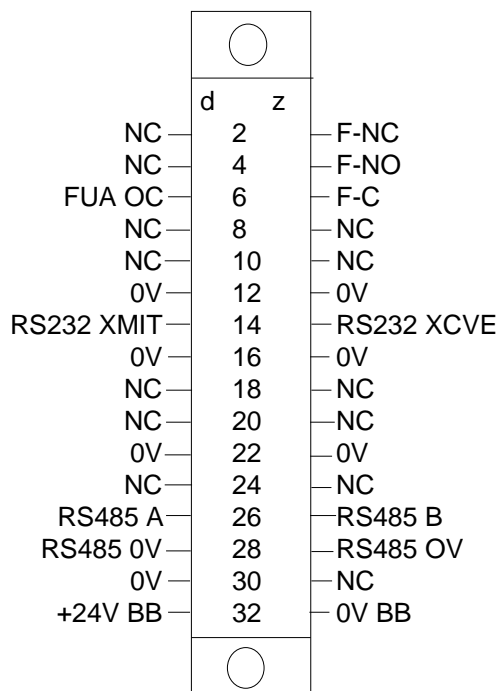 d z
NC 2 F-NC
NC 4 F-NO
FUA OC 6 F-C
NC 8 NC
NC 10 NC
0V 12 0V
RS232 XMIT 14 RS232 XCVE
0V 16 0V
NC 18 NC
NC 20 NC
0V 22 0V
NC 24 NC
RS485 A 26 RS485 B
RS485 0V 28 RS485 OV
0V 30 NC
+24V BB 32 0V BB